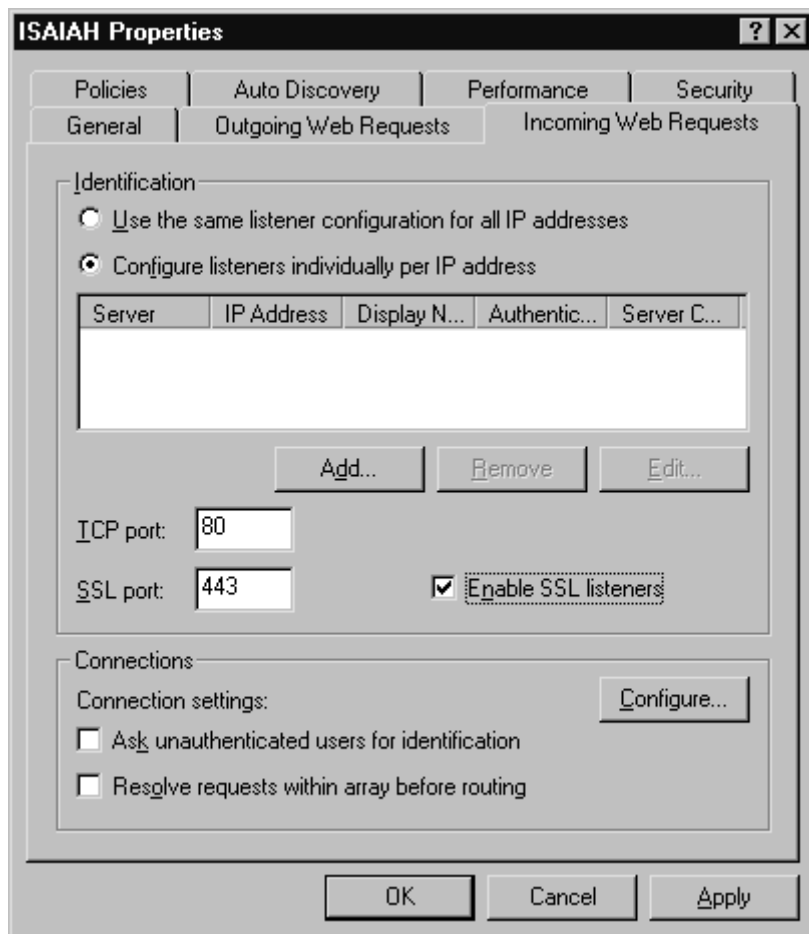 ISAIAH Properties
Policies Auto Discovery Performance Security
General Outgoing Web Requests Incoming Web Requests
Identification
Use the same listener configuration for all IP addresses
Configure listeners individually per IP address
Server IP Address Display N... Authentic... Server C...
Add... Remove Edit...
TCP port: 80
SSL port: 443 Enable SSL listeners
Connections
Connection settings: Configure...
Ask unauthenticated users for identification
Resolve requests within array before routing
OK Cancel Apply